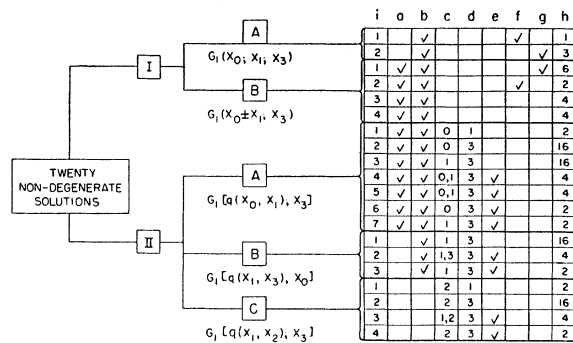 i a b c d e f g h
I
A
G₁(X₀; X₁; X₃)
1 ✓ ✓ 1
2 ✓ ✓ 3
B
G₁(X₀±X₁; X₃)
1 ✓ ✓ ✓ 6
2 ✓ ✓ ✓ 2
3 ✓ ✓ 4
4 ✓ ✓ 4
TWENTY
NON-DEGENERATE
SOLUTIONS
II
A
G₁[q(X₀, X₁), X₃]
1 ✓ ✓ 0 1 2
2 ✓ ✓ 0 3 16
3 ✓ ✓ 1 3 16
4 ✓ ✓ 0,1 3 ✓ 4
5 ✓ ✓ 0,1 3 ✓ 4
6 ✓ ✓ 0 3 ✓ 2
7 ✓ ✓ 1 3 ✓ 2
B
G₁[q(X₁, X₃), X₀]
1 ✓ 1 3 16
2 ✓ 1,3 3 ✓ 4
3 ✓ 1 3 ✓ 2
C
G₁[q(X₁, X₂), X₃]
1 2 1 2
2 2 3 16
3 1,2 3 ✓ 4
4 2 3 ✓ 2